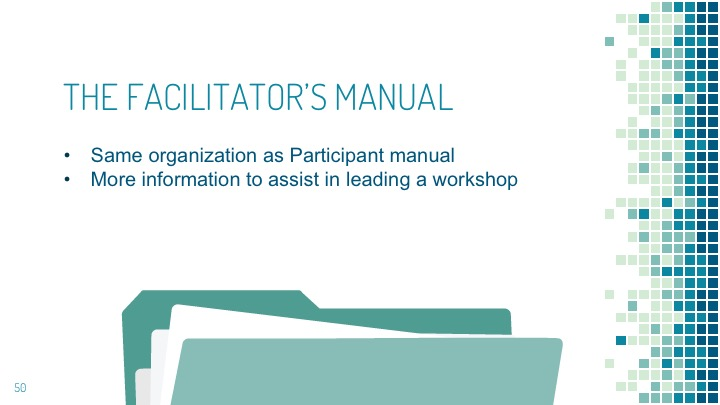 THE FACILITATOR'S MANUAL
• Same organization as Participant manual
• More information to assist in leading a workshop
50